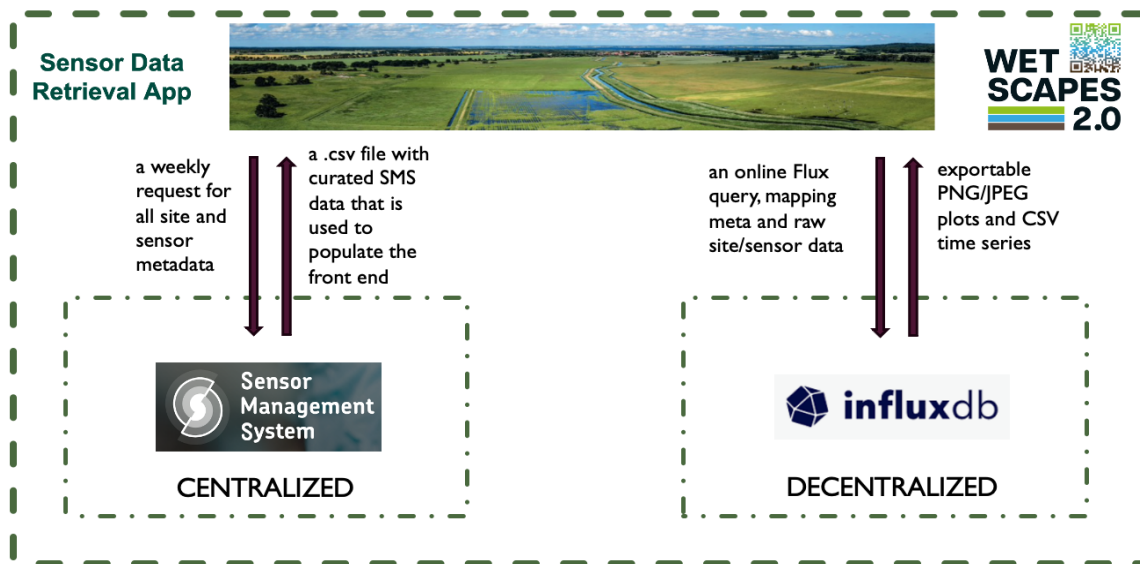 Sensor Data
Retrieval App
WET
SCAPES
2.0
a weekly
request for
all site and
sensor
metadata
a .csv file with
curated SMS
data that is
used to
populate the
front end
an online Flux
query, mapping
meta and raw
site/sensor data
exportable
PNG/JPEG
plots and CSV
time series
Sensor
Management
System
CENTRALIZED
influxdb
DECENTRALIZED